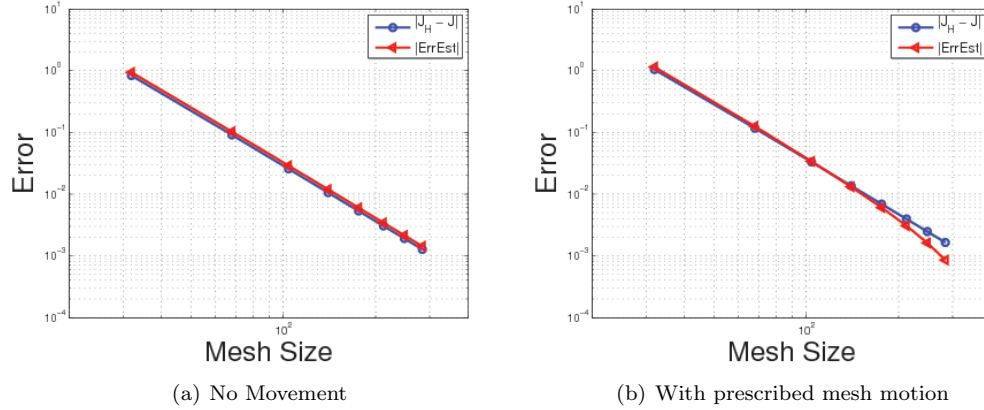 10^1
10^0
10^-1
10^-2
10^-3
10^-4
Error
|J_H − J|
|ErrEst|
10^2
Mesh Size
(a) No Movement
10^1
10^0
10^-1
10^-2
10^-3
10^-4
Error
|J_H − J|
|ErrEst|
10^2
Mesh Size
(b) With prescribed mesh motion